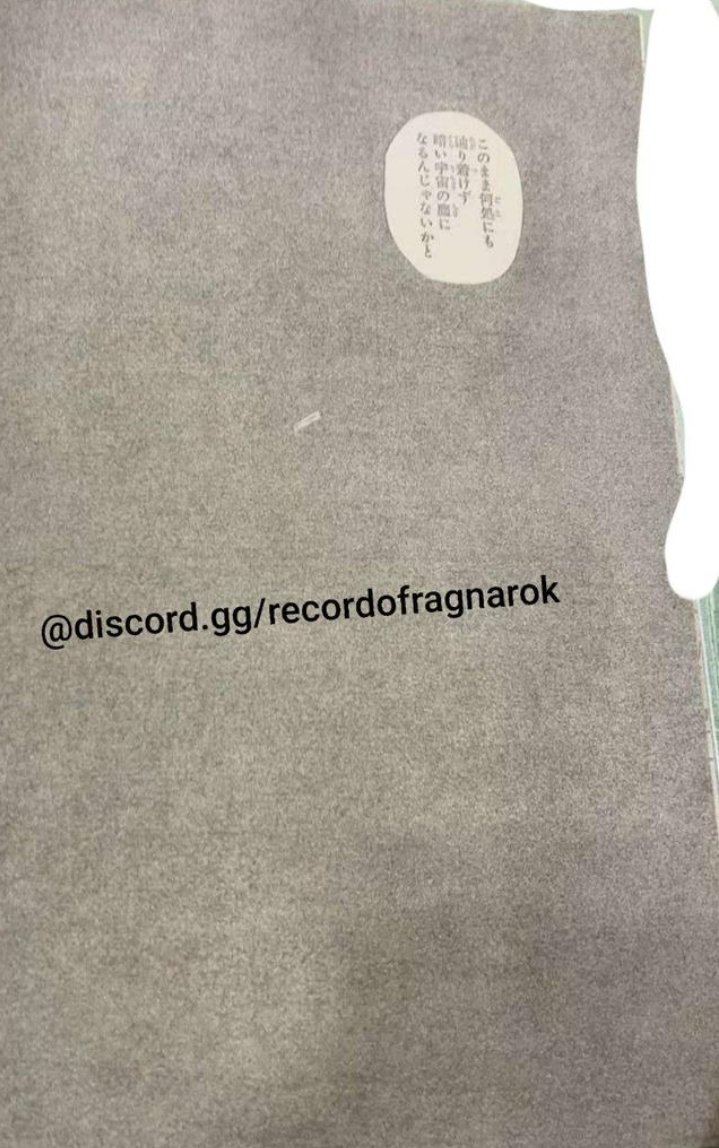 このまま何処にも
辿り着けず
暗い宇宙の塵に
なるんじゃないかと
@discord.gg/recordofragnarok